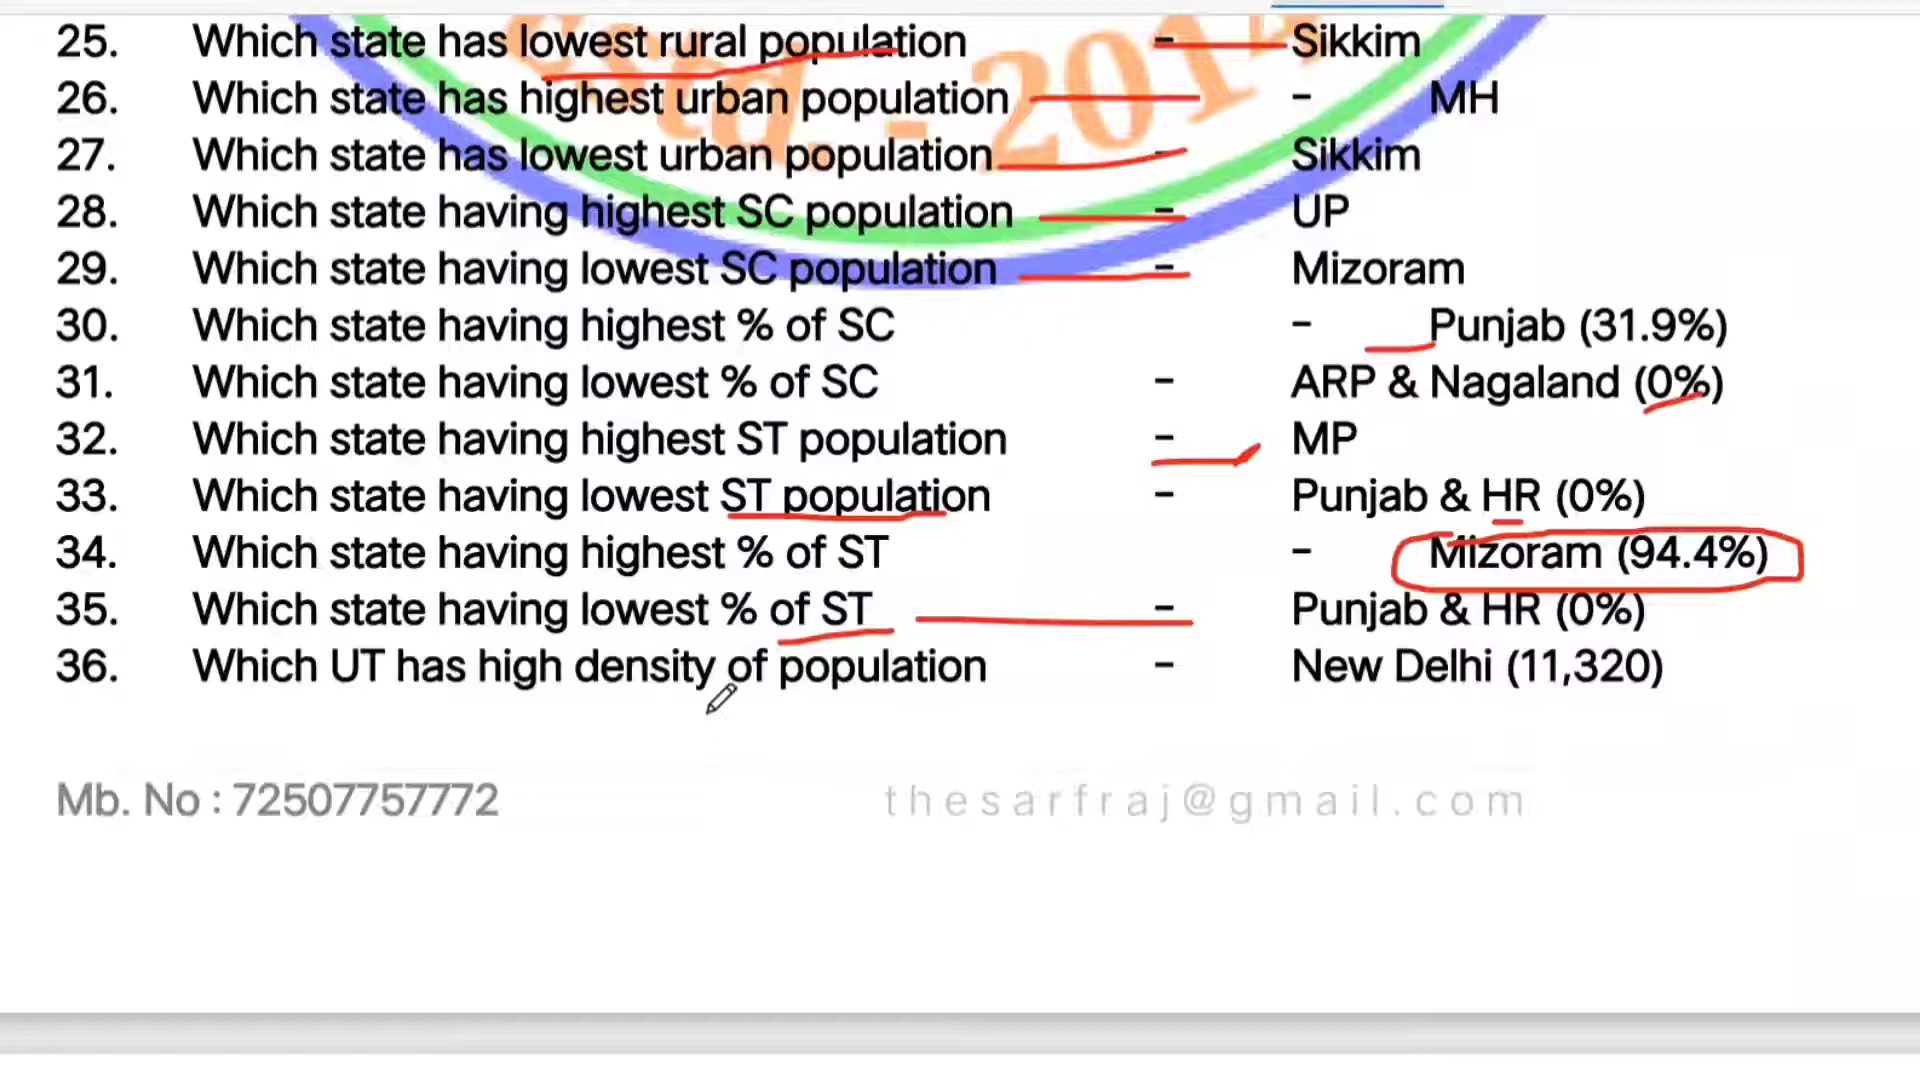 25. Which state has lowest rural population - Sikkim
26. Which state has highest urban population - MH
27. Which state has lowest urban population - Sikkim
28. Which state having highest SC population - UP
29. Which state having lowest SC population - Mizoram
30. Which state having highest % of SC - Punjab (31.9%)
31. Which state having lowest % of SC - ARP & Nagaland (0%)
32. Which state having highest ST population - MP
33. Which state having lowest ST population - Punjab & HR (0%)
34. Which state having highest % of ST - Mizoram (94.4%)
35. Which state having lowest % of ST - Punjab & HR (0%)
36. Which UT has high density of population - New Delhi (11,320)
Mb. No : 72507757772 thesarfraj@gmail.com